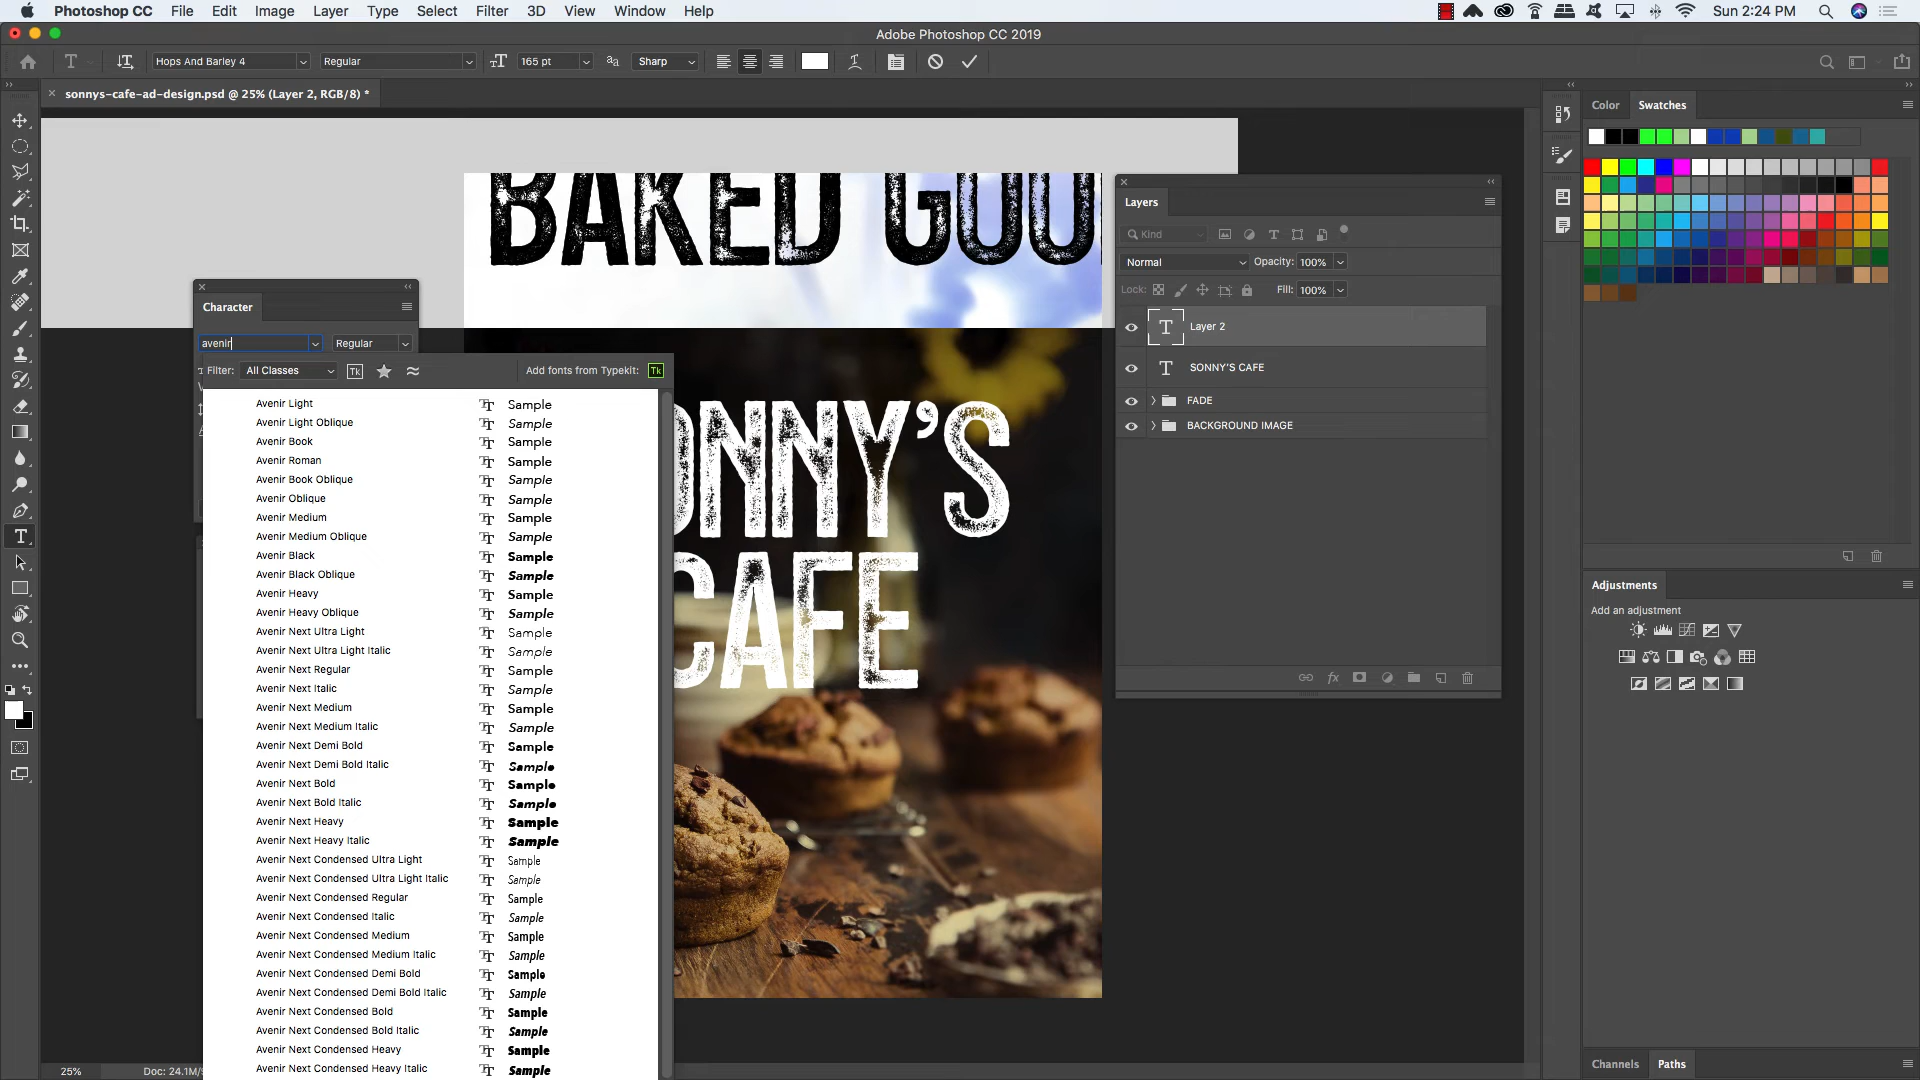 Photoshop CC File Edit Image Layer Type Select Filter 3D View Window Help Sun 2:24 PM
Adobe Photoshop CC 2019
Hops And Barley 4 Regular 165 pt Sharp
sonnys-cafe-ad-design.psd @ 25% (Layer 2, RGB/8) *
BAKED GOO
Character
avenir Regular
Filter: All Classes Add fonts from Typekit: Tk
Avenir Light Sample
Avenir Light Oblique Sample
Avenir Book Sample
Avenir Roman Sample
Avenir Book Oblique Sample
Avenir Oblique Sample
Avenir Medium Sample
Avenir Medium Oblique Sample
Avenir Black Sample
Avenir Black Oblique Sample
Avenir Heavy Sample
Avenir Heavy Oblique Sample
Avenir Next Ultra Light Sample
Avenir Next Ultra Light Italic Sample
Avenir Next Regular Sample
Avenir Next Italic Sample
Avenir Next Medium Sample
Avenir Next Medium Italic Sample
Avenir Next Demi Bold Sample
Avenir Next Demi Bold Italic Sample
Avenir Next Bold Sample
Avenir Next Bold Italic Sample
Avenir Next Heavy Sample
Avenir Next Heavy Italic Sample
Avenir Next Condensed Ultra Light Sample
Avenir Next Condensed Ultra Light Italic Sample
Avenir Next Condensed Regular Sample
Avenir Next Condensed Italic Sample
Avenir Next Condensed Medium Sample
Avenir Next Condensed Medium Italic Sample
Avenir Next Condensed Demi Bold Sample
Avenir Next Condensed Demi Bold Italic Sample
Avenir Next Condensed Bold Sample
Avenir Next Condensed Bold Italic Sample
Avenir Next Condensed Heavy Sample
Avenir Next Condensed Heavy Italic Sample
ONNY'S
CAFE
Layers
Kind
Normal Opacity: 100%
Lock: Fill: 100%
Layer 2
SONNY'S CAFE
FADE
BACKGROUND IMAGE
Color Swatches
Adjustments
Add an adjustment
Channels Paths
25% Doc: 24.1M/